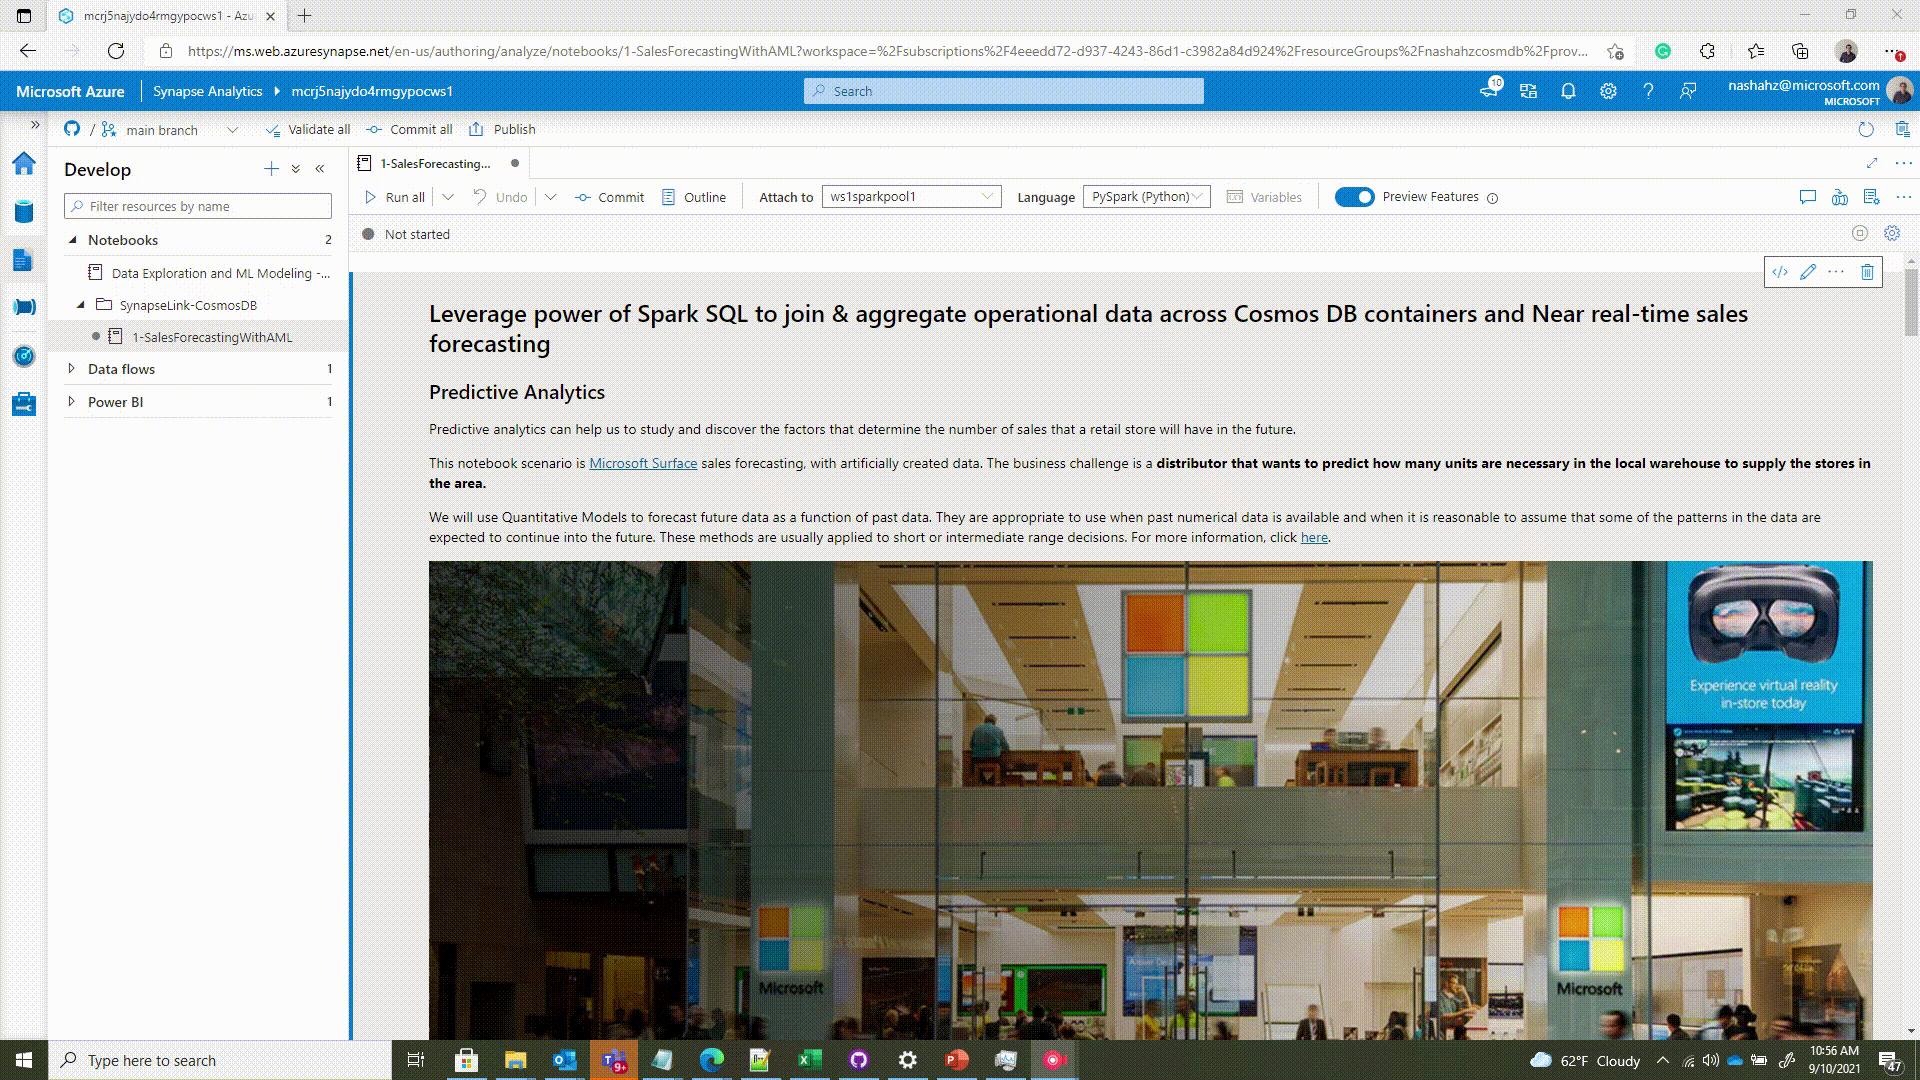 mcrj5najydo4rmgypocws1 - Azu
https://ms.web.azuresynapse.net/en-us/authoring/analyze/notebooks/1-SalesForecastingWithAML?workspace=%2Fsubscriptions%2F4eeedd72-d937-4243-86d1-c3982a84d924%2FresourceGroups%2Fnashahzcosmdb%2Fprov...
Microsoft Azure
Synapse Analytics
mcrj5najydo4rmgypocws1
Search
10
nashahz@microsoft.com
MICROSOFT
/ main branch
Validate all
Commit all
Publish
Develop
Filter resources by name
Notebooks 2
Data Exploration and ML Modeling -...
SynapseLink-CosmosDB
1-SalesForecastingWithAML
Data flows 1
Power BI 1
1-SalesForecasting...
Run all
Undo
Commit
Outline
Attach to
ws1sparkpool1
Language
PySpark (Python)
Variables
Preview Features
Not started
Leverage power of Spark SQL to join & aggregate operational data across Cosmos DB containers and Near real-time sales
forecasting
Predictive Analytics
Predictive analytics can help us to study and discover the factors that determine the number of sales that a retail store will have in the future.
This notebook scenario is Microsoft Surface sales forecasting, with artificially created data. The business challenge is a distributor that wants to predict how many units are necessary in the local warehouse to supply the stores in
the area.
We will use Quantitative Models to forecast future data as a function of past data. They are appropriate to use when past numerical data is available and when it is reasonable to assume that some of the patterns in the data are
expected to continue into the future. These methods are usually applied to short or intermediate range decisions. For more information, click here.
Experience virtual reality
in-store today
Microsoft
Microsoft
Type here to search
9+
62°F Cloudy
10:56 AM
9/10/2021
47